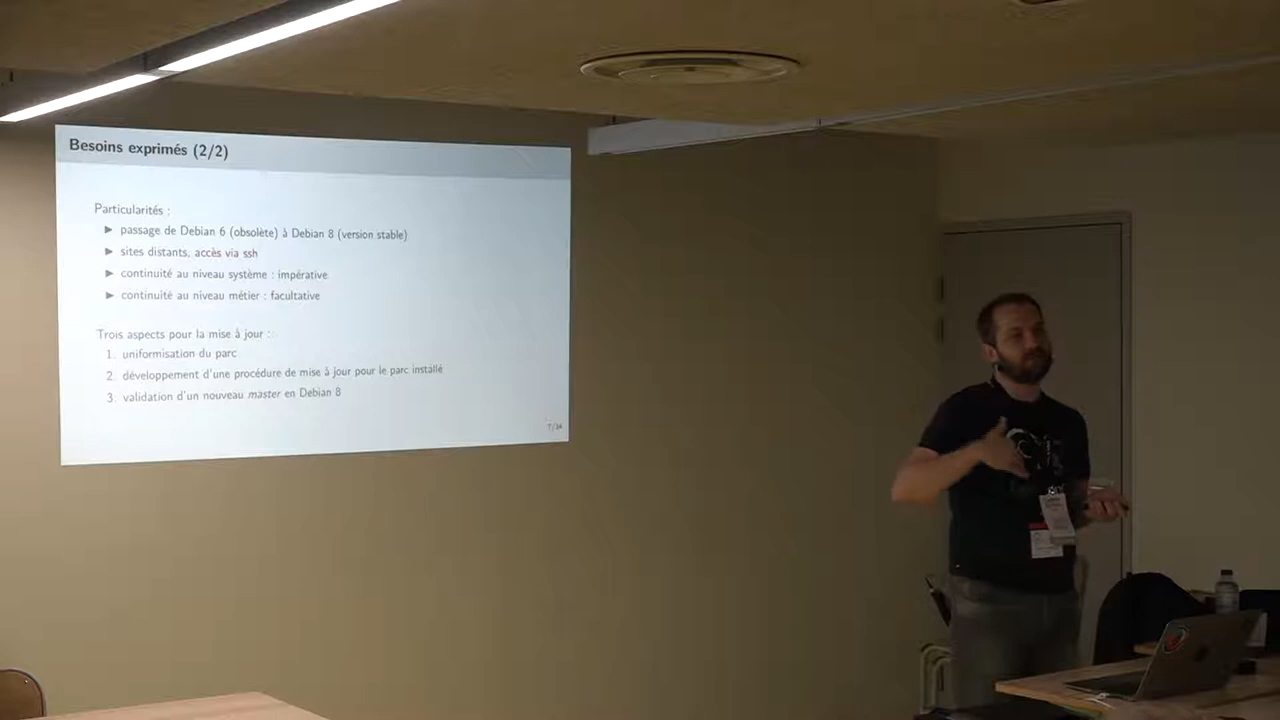 Besoins exprimés (2/2)
Particularités :
▶ passage de Debian 6 (obsolète) à Debian 8 (version stable)
▶ sites distants, accès via ssh
▶ continuité au niveau système : impérative
▶ continuité au niveau métier : facultative
Trois aspects pour la mise à jour :
1. uniformisation du parc
2. développement d'une procédure de mise à jour pour le parc installé
3. validation d'un nouveau master en Debian 8